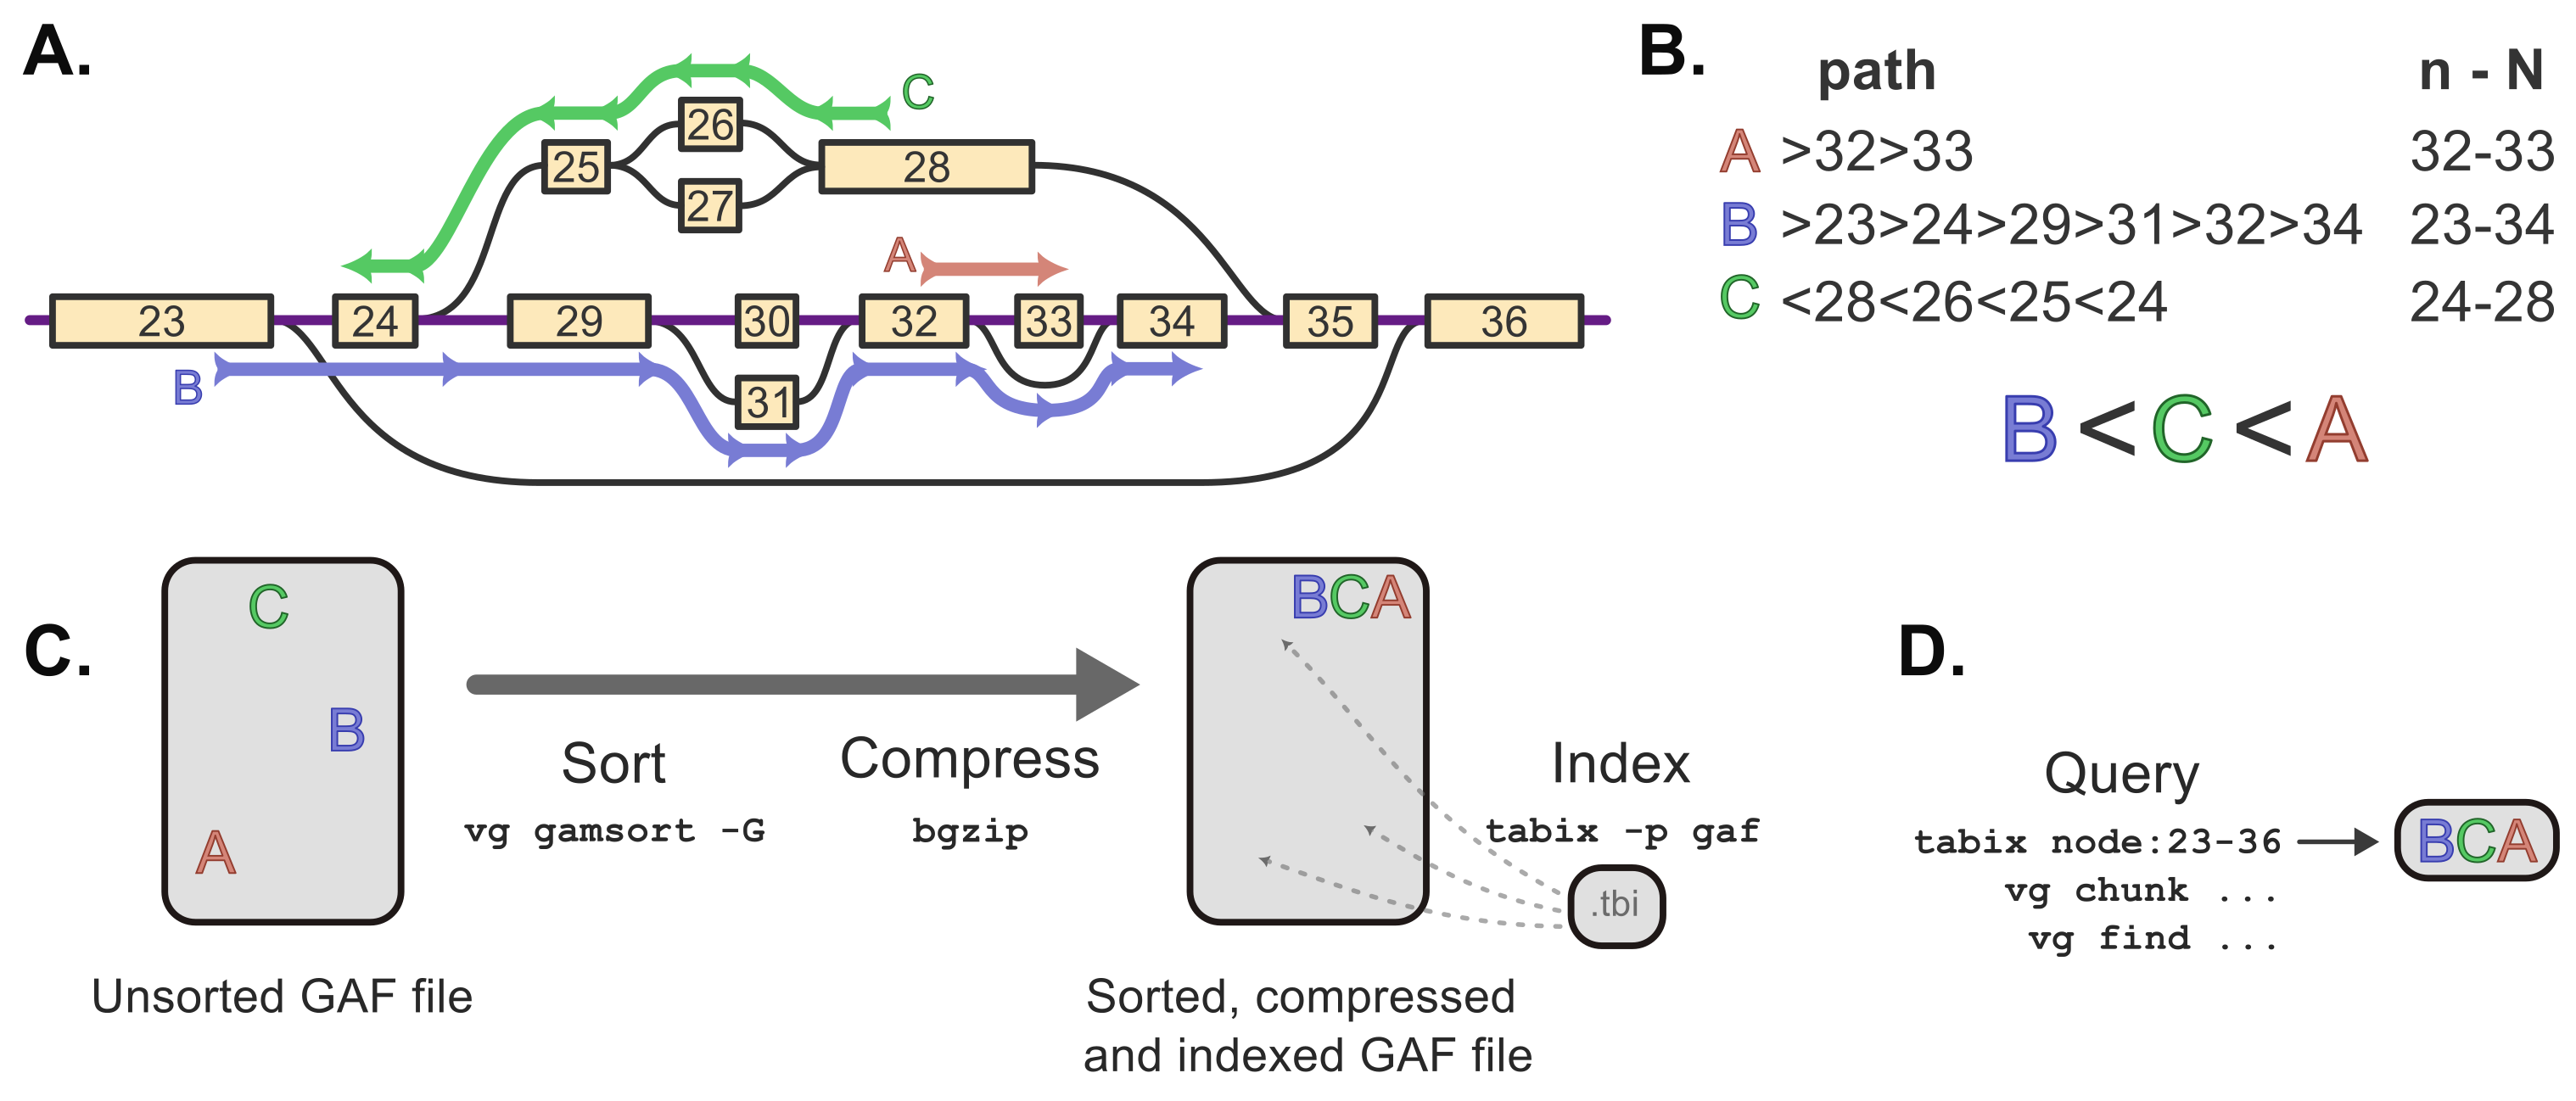 A.
C
26
25
28
27
A
23
24
29
30
32
33
34
35
36
B
31
B.
path n - N
A >32>33 32-33
B >23>24>29>31>32>34 23-34
C <28<26<25<24 24-28
B<C<A
C.
C
B
A
Unsorted GAF file
Sort
vg gamsort -G
Compress
bgzip
BCA
Sorted, compressed
and indexed GAF file
Index
tabix -p gaf
.tbi
D.
Query
tabix node:23-36
vg chunk ...
vg find ...
BCA